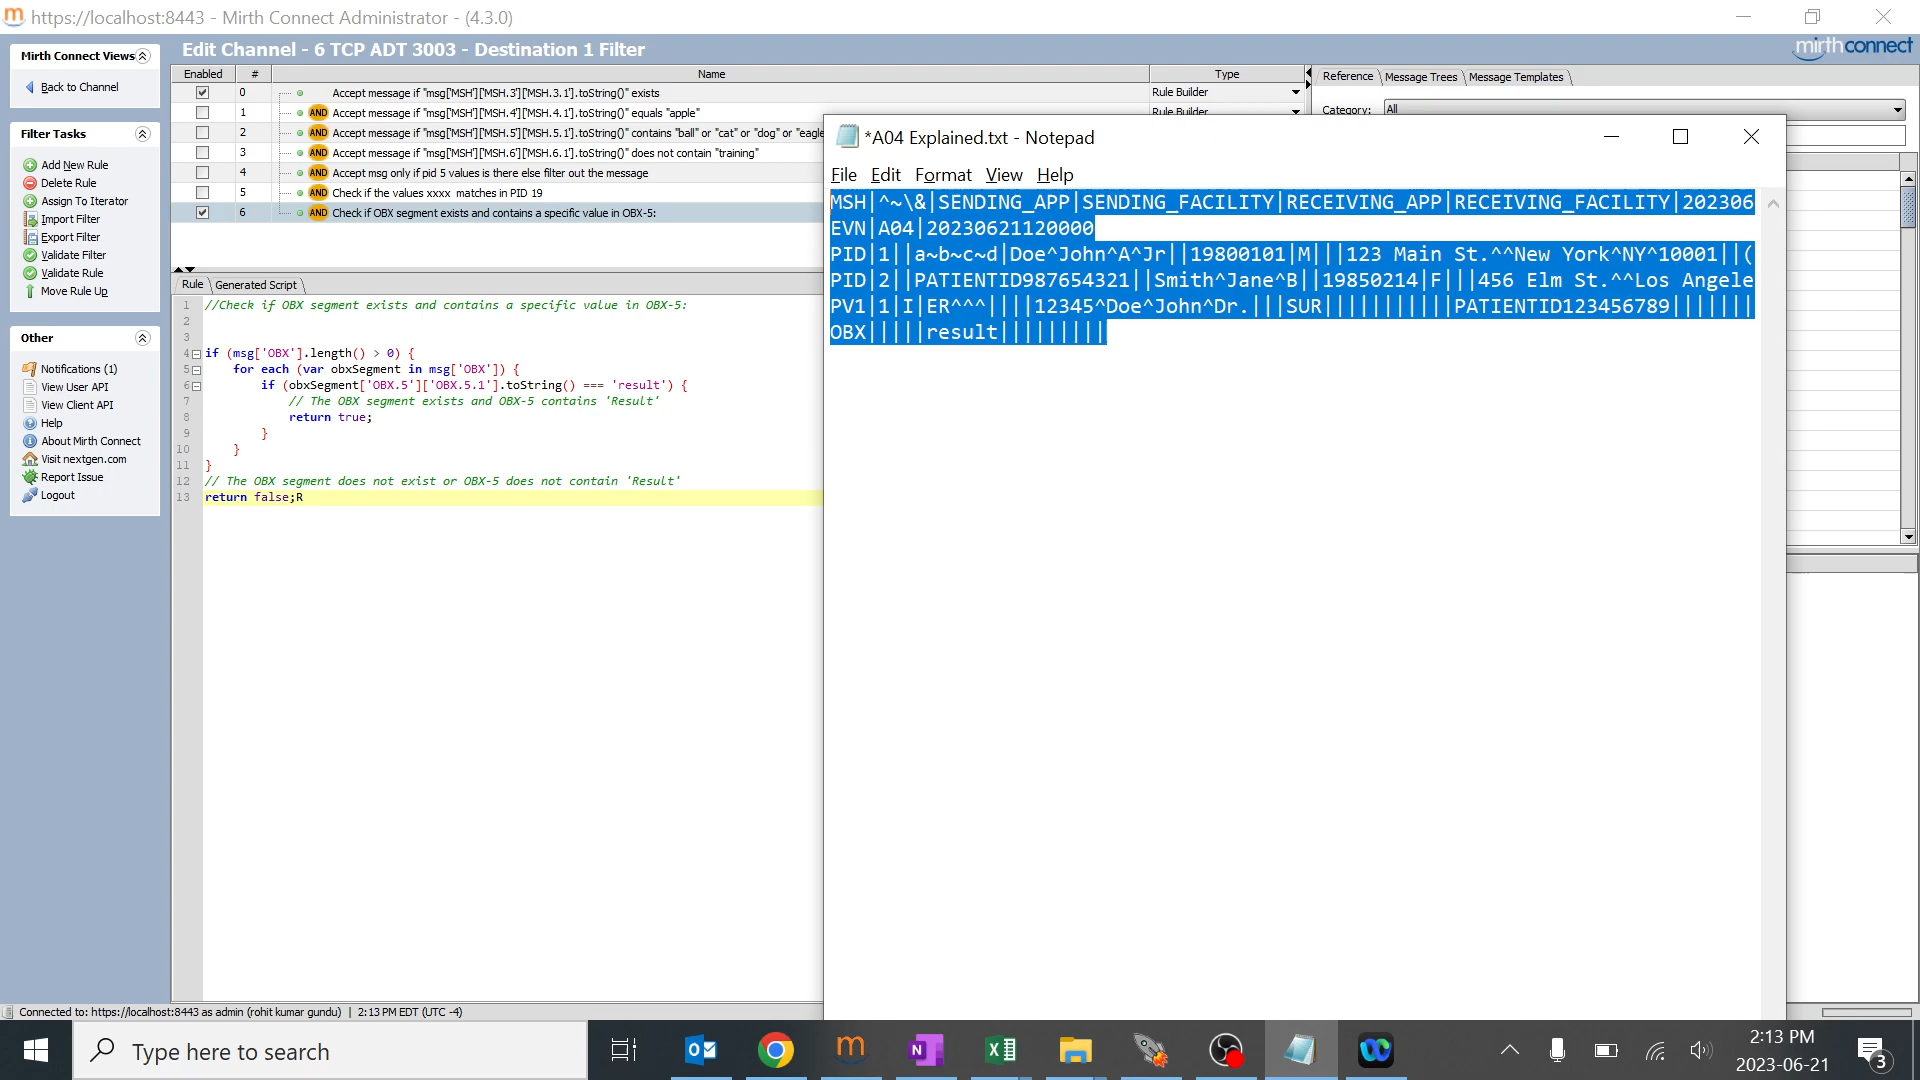 https://localhost:8443 - Mirth Connect Administrator - (4.3.0)
Mirth Connect Views
Back to Channel
Filter Tasks
Add New Rule
Delete Rule
Assign To Iterator
Import Filter
Export Filter
Validate Filter
Validate Rule
Move Rule Up
Other
Notifications (1)
View User API
View Client API
Help
About Mirth Connect
Visit nextgen.com
Report Issue
Logout
Edit Channel - 6 TCP ADT 3003 - Destination 1 Filter
mirthconnect
Enabled # Name Type
0 Accept message if "msg['MSH']['MSH.3']['MSH.3.1'].toString()" exists Rule Builder
1 AND Accept message if "msg['MSH']['MSH.4']['MSH.4.1'].toString()" equals "apple" Rule Builder
2 AND Accept message if "msg['MSH']['MSH.5']['MSH.5.1'].toString()" contains "ball" or "cat" or "dog" or "eagle
3 AND Accept message if "msg['MSH']['MSH.6']['MSH.6.1'].toString()" does not contain "training"
4 AND Accept msg only if pid 5 values is there else filter out the message
5 AND Check if the values xxxx matches in PID 19
6 AND Check if OBX segment exists and contains a specific value in OBX-5:
Reference Message Trees Message Templates
Category: All
Rule Generated Script
1 //Check if OBX segment exists and contains a specific value in OBX-5:
2
3
4 if (msg['OBX'].length() > 0) {
5 for each (var obxSegment in msg['OBX']) {
6 if (obxSegment['OBX.5']['OBX.5.1'].toString() === 'result') {
7 // The OBX segment exists and OBX-5 contains 'Result'
8 return true;
9 }
10 }
11 }
12 // The OBX segment does not exist or OBX-5 does not contain 'Result'
13 return false;R
*A04 Explained.txt - Notepad
File Edit Format View Help
MSH|^~\&|SENDING_APP|SENDING_FACILITY|RECEIVING_APP|RECEIVING_FACILITY|202306
EVN|A04|20230621120000
PID|1||a~b~c~d|Doe^John^A^Jr||19800101|M|||123 Main St.^^New York^NY^10001||(
PID|2||PATIENTID987654321||Smith^Jane^B||19850214|F|||456 Elm St.^^Los Angele
PV1|1|I|ER^^^||||12345^Doe^John^Dr.|||SUR|||||||||||PATIENTID123456789|||||||
OBX|||||result|||||||||
Connected to: https://localhost:8443 as admin (rohit kumar gundu) | 2:13 PM EDT (UTC -4)
Type here to search
2:13 PM
2023-06-21
3